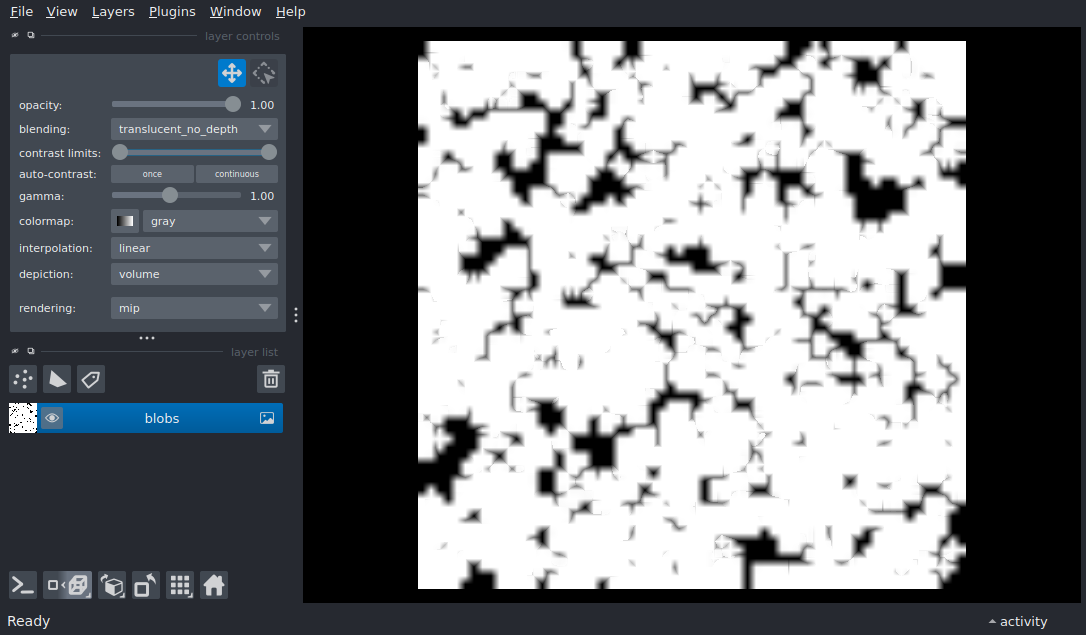 File View Layers Plugins Window Help
layer controls
opacity: 1.00
blending: translucent_no_depth
contrast limits:
auto-contrast: once continuous
gamma: 1.00
colormap: gray
interpolation: linear
depiction: volume
rendering: mip
layer list
blobs
Ready activity